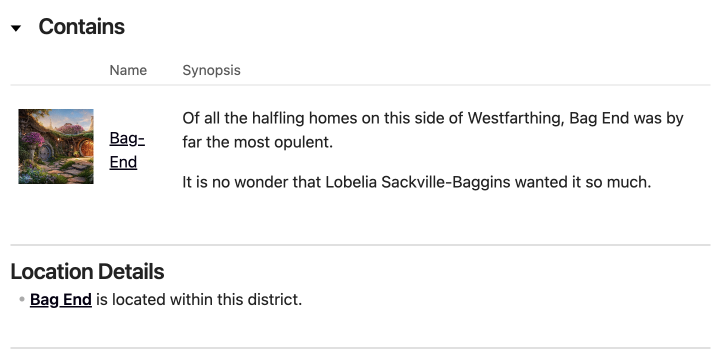 Contains
Name Synopsis
Of all the halfling homes on this side of Westfarthing, Bag End was by
far the most opulent.
Bag-
End
It is no wonder that Lobelia Sackville-Baggins wanted it so much.
Location Details
• Bag End is located within this district.